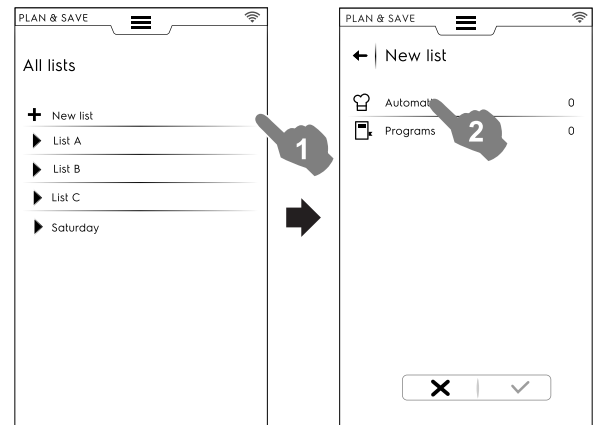 PLAN & SAVE
All lists
New list
List A
List B
List C
Saturday
1
PLAN & SAVE
New list
0
Programs 0
2